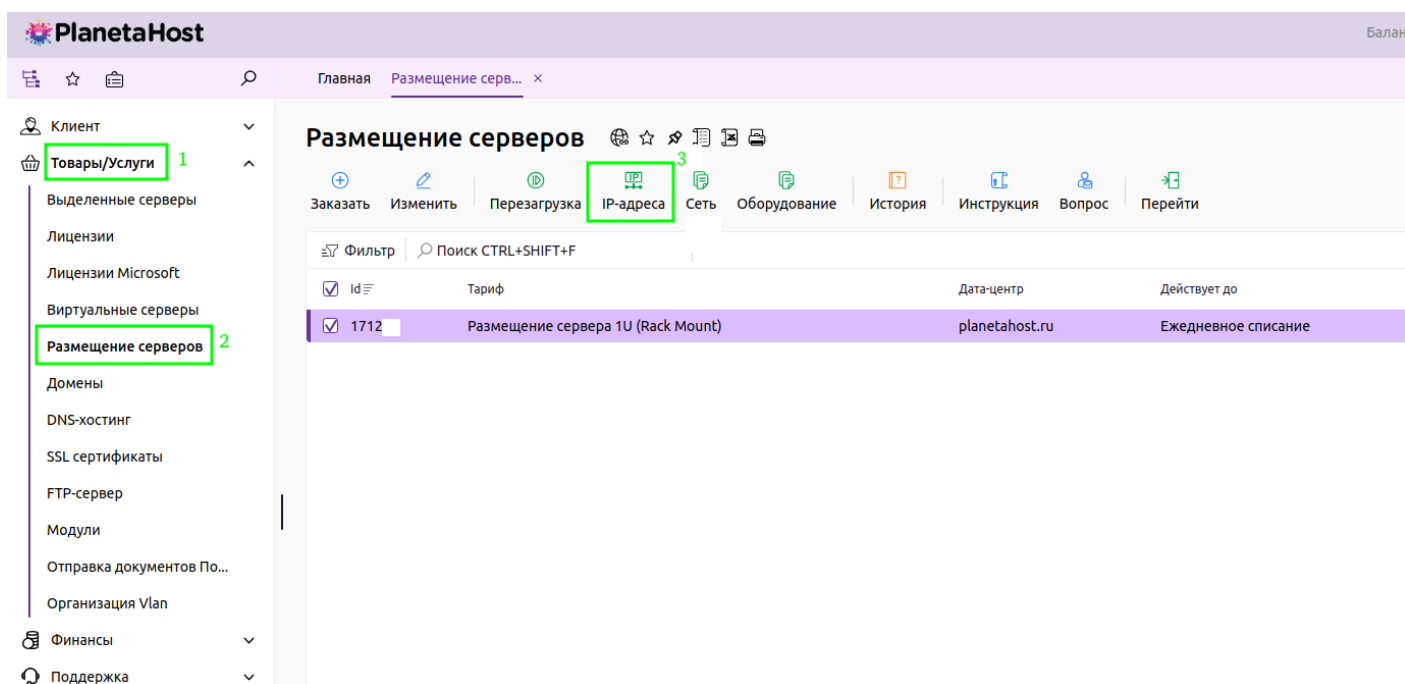 PlanetaHost
Балан
Главная Размещение серв... ×
Клиент
Товары/Услуги 1
Выделенные серверы
Лицензии
Лицензии Microsoft
Виртуальные серверы
Размещение серверов 2
Домены
DNS-хостинг
SSL сертификаты
FTP-сервер
Модули
Отправка документов По...
Организация Vlan
Финансы
Поддержка
Размещение серверов
3
Заказать Изменить Перезагрузка IP-адреса Сеть Оборудование История Инструкция Вопрос Перейти
Фильтр Поиск CTRL+SHIFT+F
Id Тариф Дата-центр Действует до
1712 Размещение сервера 1U (Rack Mount) planetahost.ru Ежедневное списание